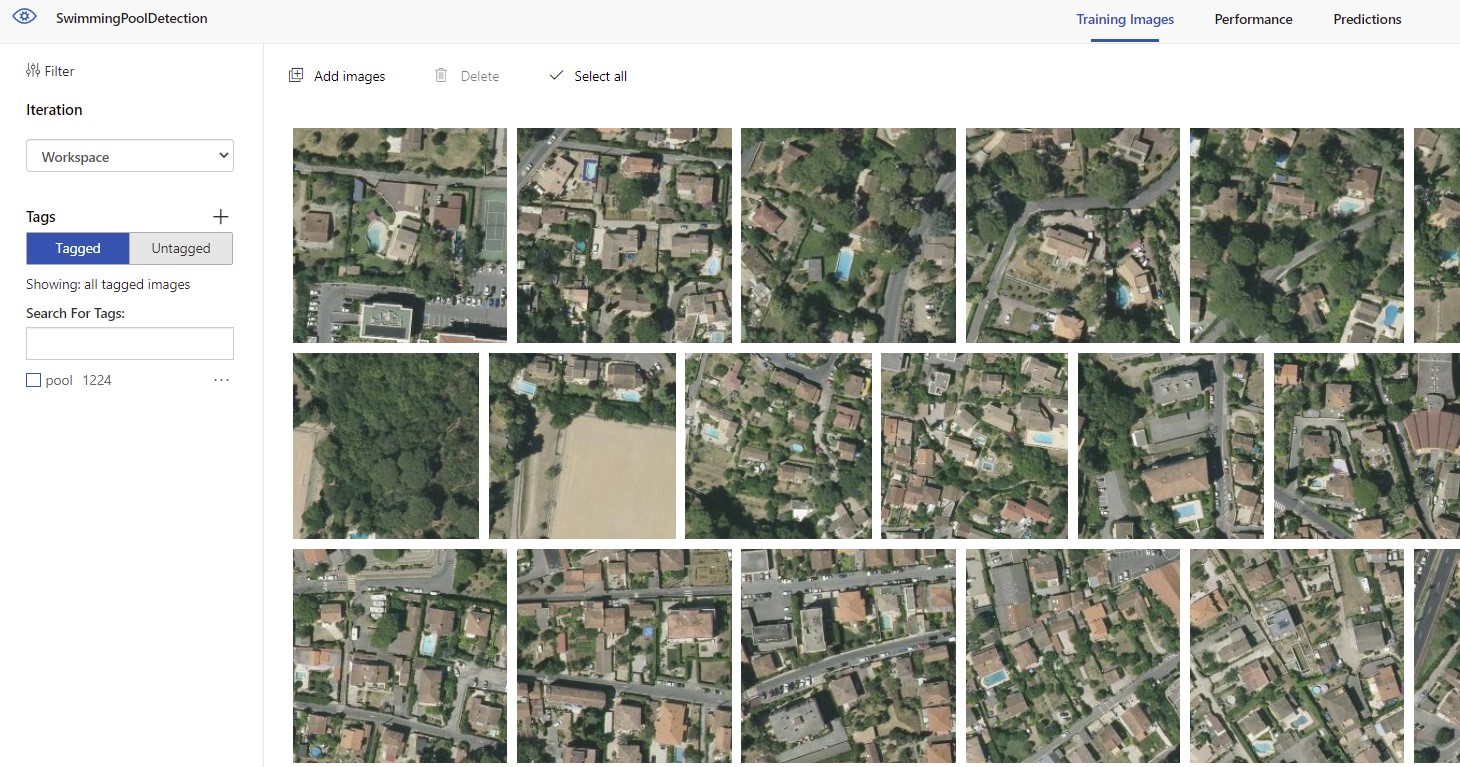 SwimmingPoolDetection
Training Images Performance Predictions
Filter
Add images Delete Select all
Iteration
Workspace
Tags
Tagged Untagged
Showing: all tagged images
Search For Tags:
pool 1224